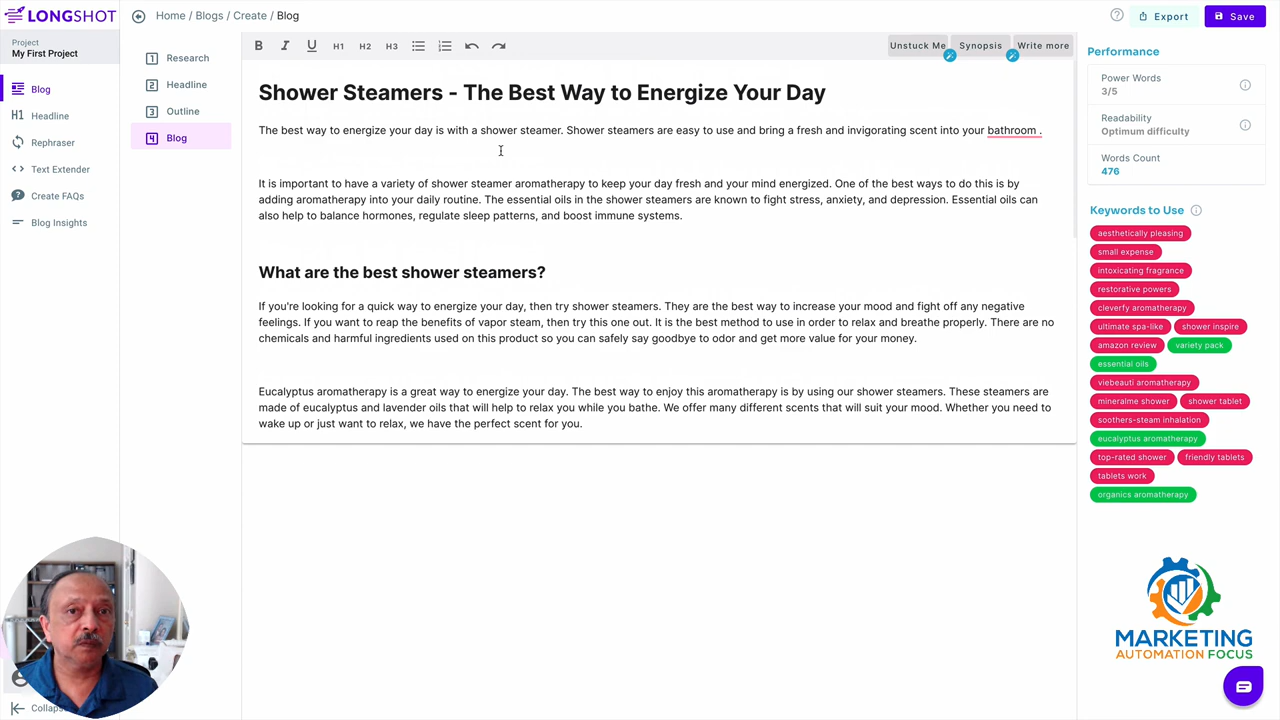 LONGSHOT
Home / Blogs / Create / Blog
Export
Save
Project
My First Project
Blog
H1 Headline
Rephraser
Text Extender
Create FAQs
Blog Insights
Collaps
1 Research
2 Headline
3 Outline
4 Blog
B I U H1 H2 H3
Unstuck Me
Synopsis
Write more
Shower Steamers - The Best Way to Energize Your Day
The best way to energize your day is with a shower steamer. Shower steamers are easy to use and bring a fresh and invigorating scent into your bathroom .
It is important to have a variety of shower steamer aromatherapy to keep your day fresh and your mind energized. One of the best ways to do this is by
adding aromatherapy into your daily routine. The essential oils in the shower steamers are known to fight stress, anxiety, and depression. Essential oils can
also help to balance hormones, regulate sleep patterns, and boost immune systems.
What are the best shower steamers?
If you're looking for a quick way to energize your day, then try shower steamers. They are the best way to increase your mood and fight off any negative
feelings. If you want to reap the benefits of vapor steam, then try this one out. It is the best method to use in order to relax and breathe properly. There are no
chemicals and harmful ingredients used on this product so you can safely say goodbye to odor and get more value for your money.
Eucalyptus aromatherapy is a great way to energize your day. The best way to enjoy this aromatherapy is by using our shower steamers. These steamers are
made of eucalyptus and lavender oils that will help to relax you while you bathe. We offer many different scents that will suit your mood. Whether you need to
wake up or just want to relax, we have the perfect scent for you.
Performance
Power Words
3/5
Readability
Optimum difficulty
Words Count
476
Keywords to Use
aesthetically pleasing
small expense
intoxicating fragrance
restorative powers
cleverfy aromatherapy
ultimate spa-like
shower inspire
amazon review
variety pack
essential oils
viebeauti aromatherapy
mineralme shower
shower tablet
soothers-steam inhalation
eucalyptus aromatherapy
top-rated shower
friendly tablets
tablets work
organics aromatherapy
MARKETING
AUTOMATION FOCUS